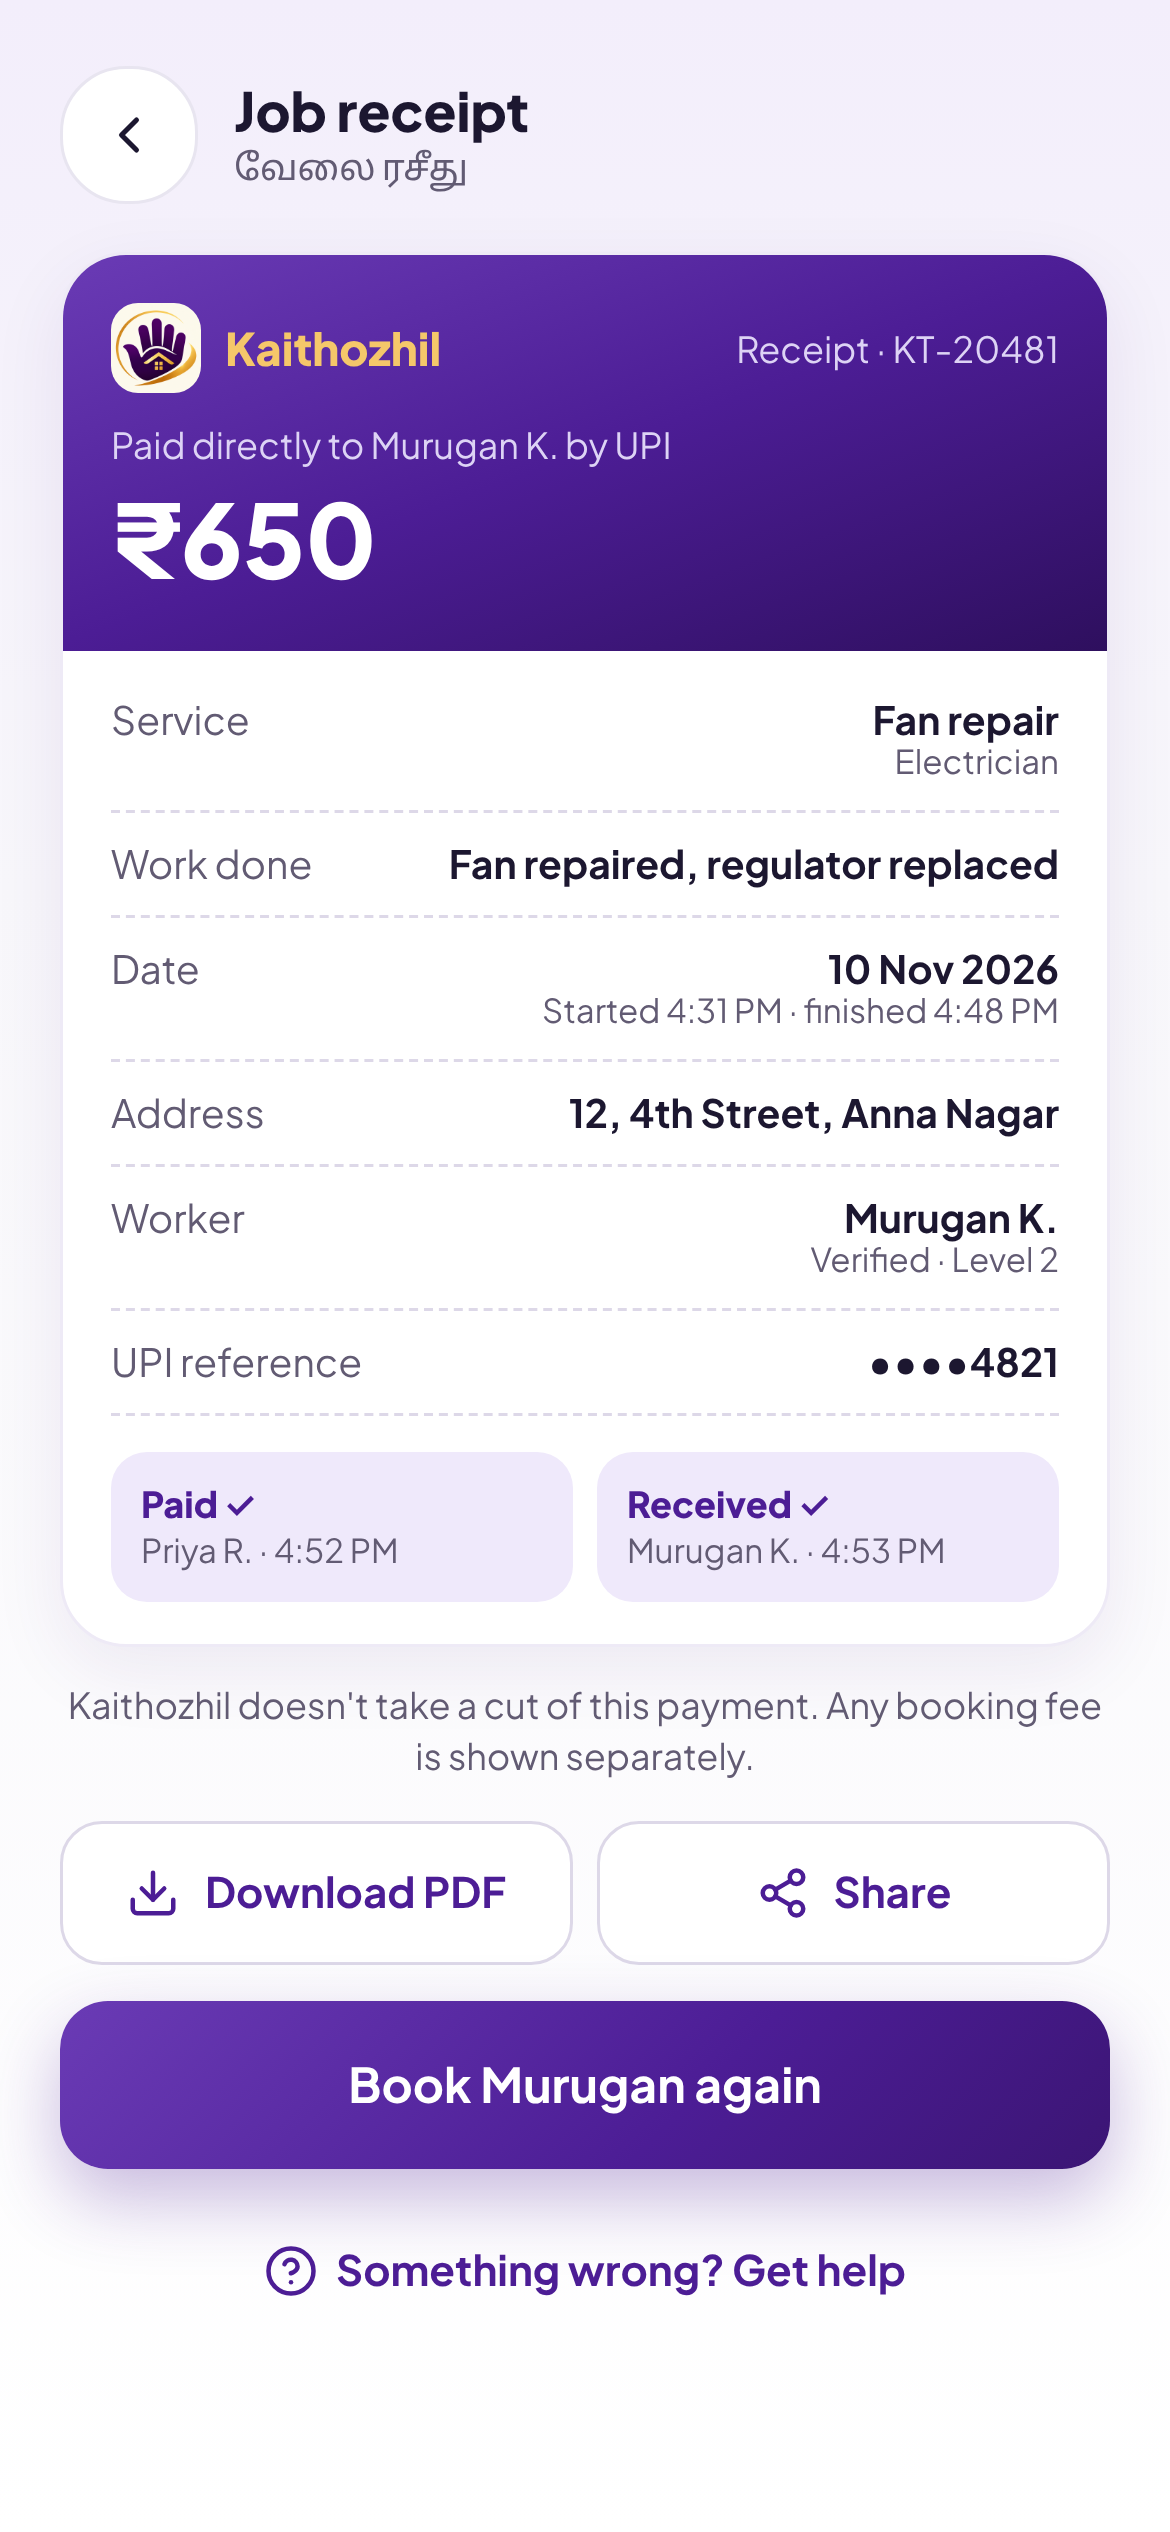 Job receipt
வேலை ரசீது
Kaithozhil
Receipt · KT-20481
Paid directly to Murugan K. by UPI
₹650
Service
Fan repair
Electrician
Work done
Fan repaired, regulator replaced
Date
10 Nov 2026
Started 4:31 PM · finished 4:48 PM
Address
12, 4th Street, Anna Nagar
Worker
Murugan K.
Verified · Level 2
UPI reference
●●●●4821
Paid ✓
Priya R. · 4:52 PM
Received ✓
Murugan K. · 4:53 PM
Kaithozhil doesn't take a cut of this payment. Any booking fee
is shown separately.
Download PDF
Share
Book Murugan again
Something wrong? Get help